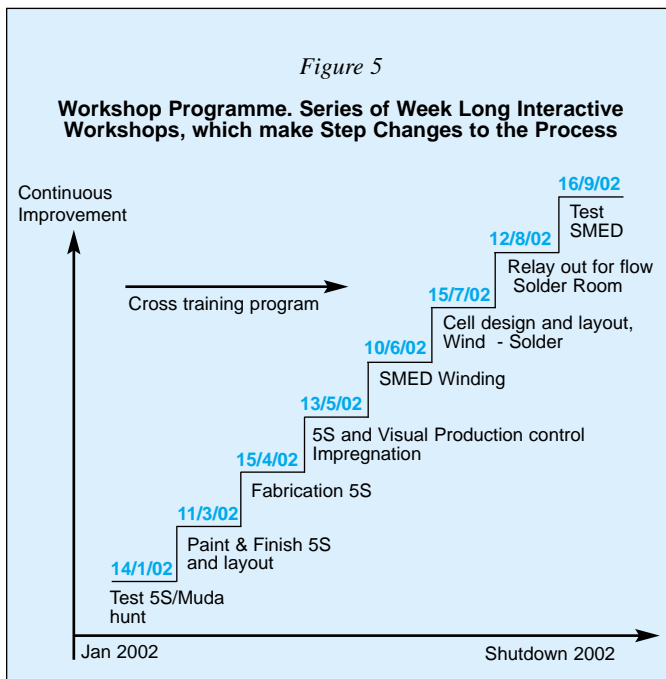 Figure 5
Workshop Programme. Series of Week Long Interactive
Workshops, which make Step Changes to the Process
Continuous
Improvement
16/9/02
Test
SMED
12/8/02
Relay out for flow
Solder Room
Cross training program
15/7/02
Cell design and layout,
Wind - Solder
10/6/02
SMED Winding
13/5/02
5S and Visual Production control
Impregnation
15/4/02
Fabrication 5S
11/3/02
Paint & Finish 5S
and layout
14/1/02
Test 5S/Muda
hunt
Jan 2002
Shutdown 2002